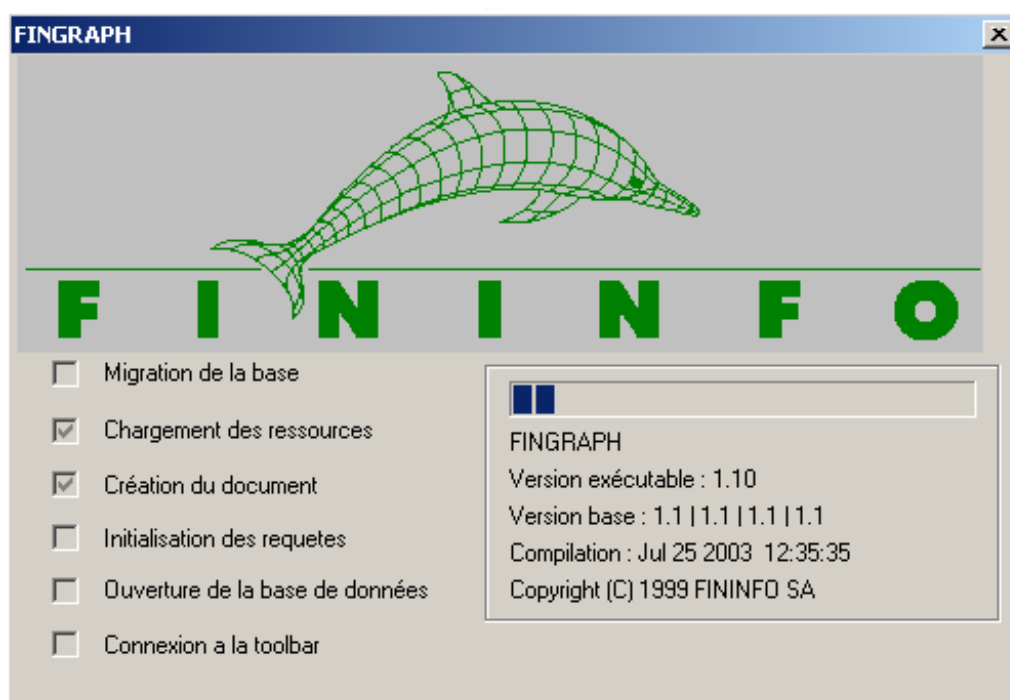 FINGRAPH
FININFO
Migration de la base
Chargement des ressources
Création du document
Initialisation des requetes
Ouverture de la base de données
Connexion a la toolbar
FINGRAPH
Version exécutable : 1.10
Version base : 1.1 | 1.1 | 1.1 | 1.1
Compilation : Jul 25 2003  12:35:35
Copyright (C) 1999 FININFO SA